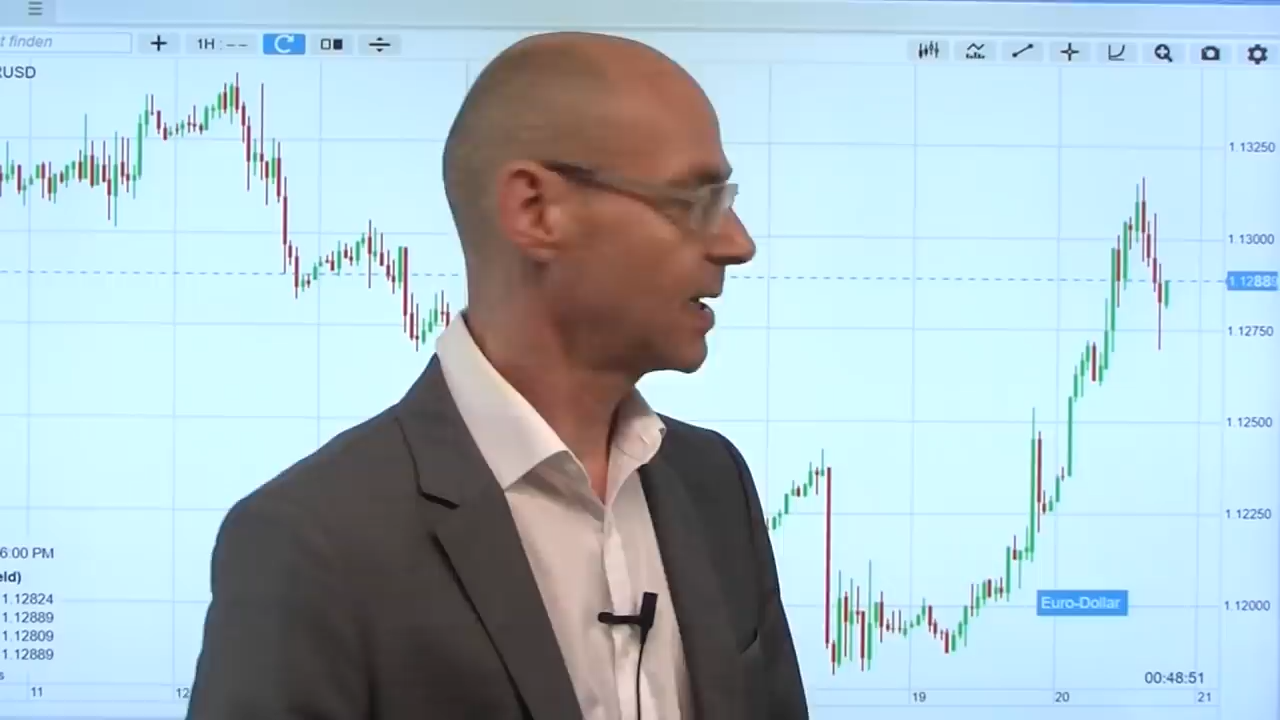 t finden
1H : --
RUSD
1.13250
1.13000
1.12889
1.12750
1.12500
1.12250
Euro-Dollar
1.12000
6:00 PM
eld)
1.12824
1.12889
1.12809
1.12889
s
00:48:51
11
12
19
20
21